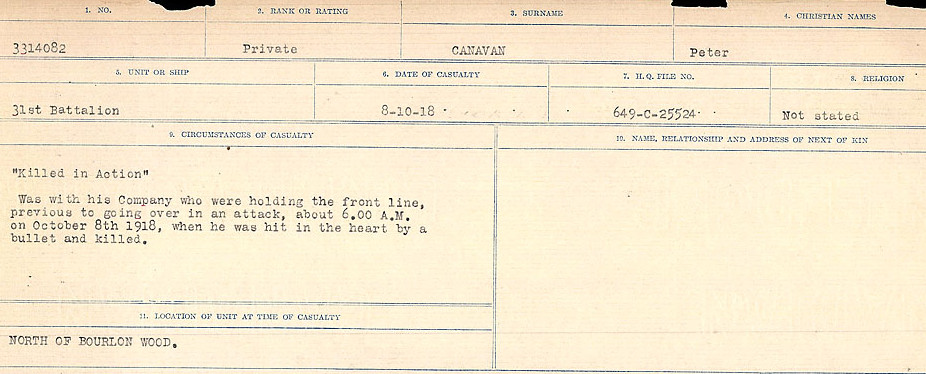 1. NO. 2. RANK OR RATING 3. SURNAME 4. CHRISTIAN NAMES
3314082 Private CANAVAN Peter
5. UNIT OR SHIP 6. DATE OF CASUALTY 7. H.Q. FILE NO. 8. RELIGION
31st Battalion 8-10-18 649-C-25524 Not stated
9. CIRCUMSTANCES OF CASUALTY 10. NAME, RELATIONSHIP AND ADDRESS OF NEXT OF KIN
"Killed in Action"
Was with his Company who were holding the front line,
previous to going over in an attack, about 6.00 A.M.
on October 8th 1918, when he was hit in the heart by a
bullet and killed.
11. LOCATION OF UNIT AT TIME OF CASUALTY
NORTH OF BOURLON WOOD.